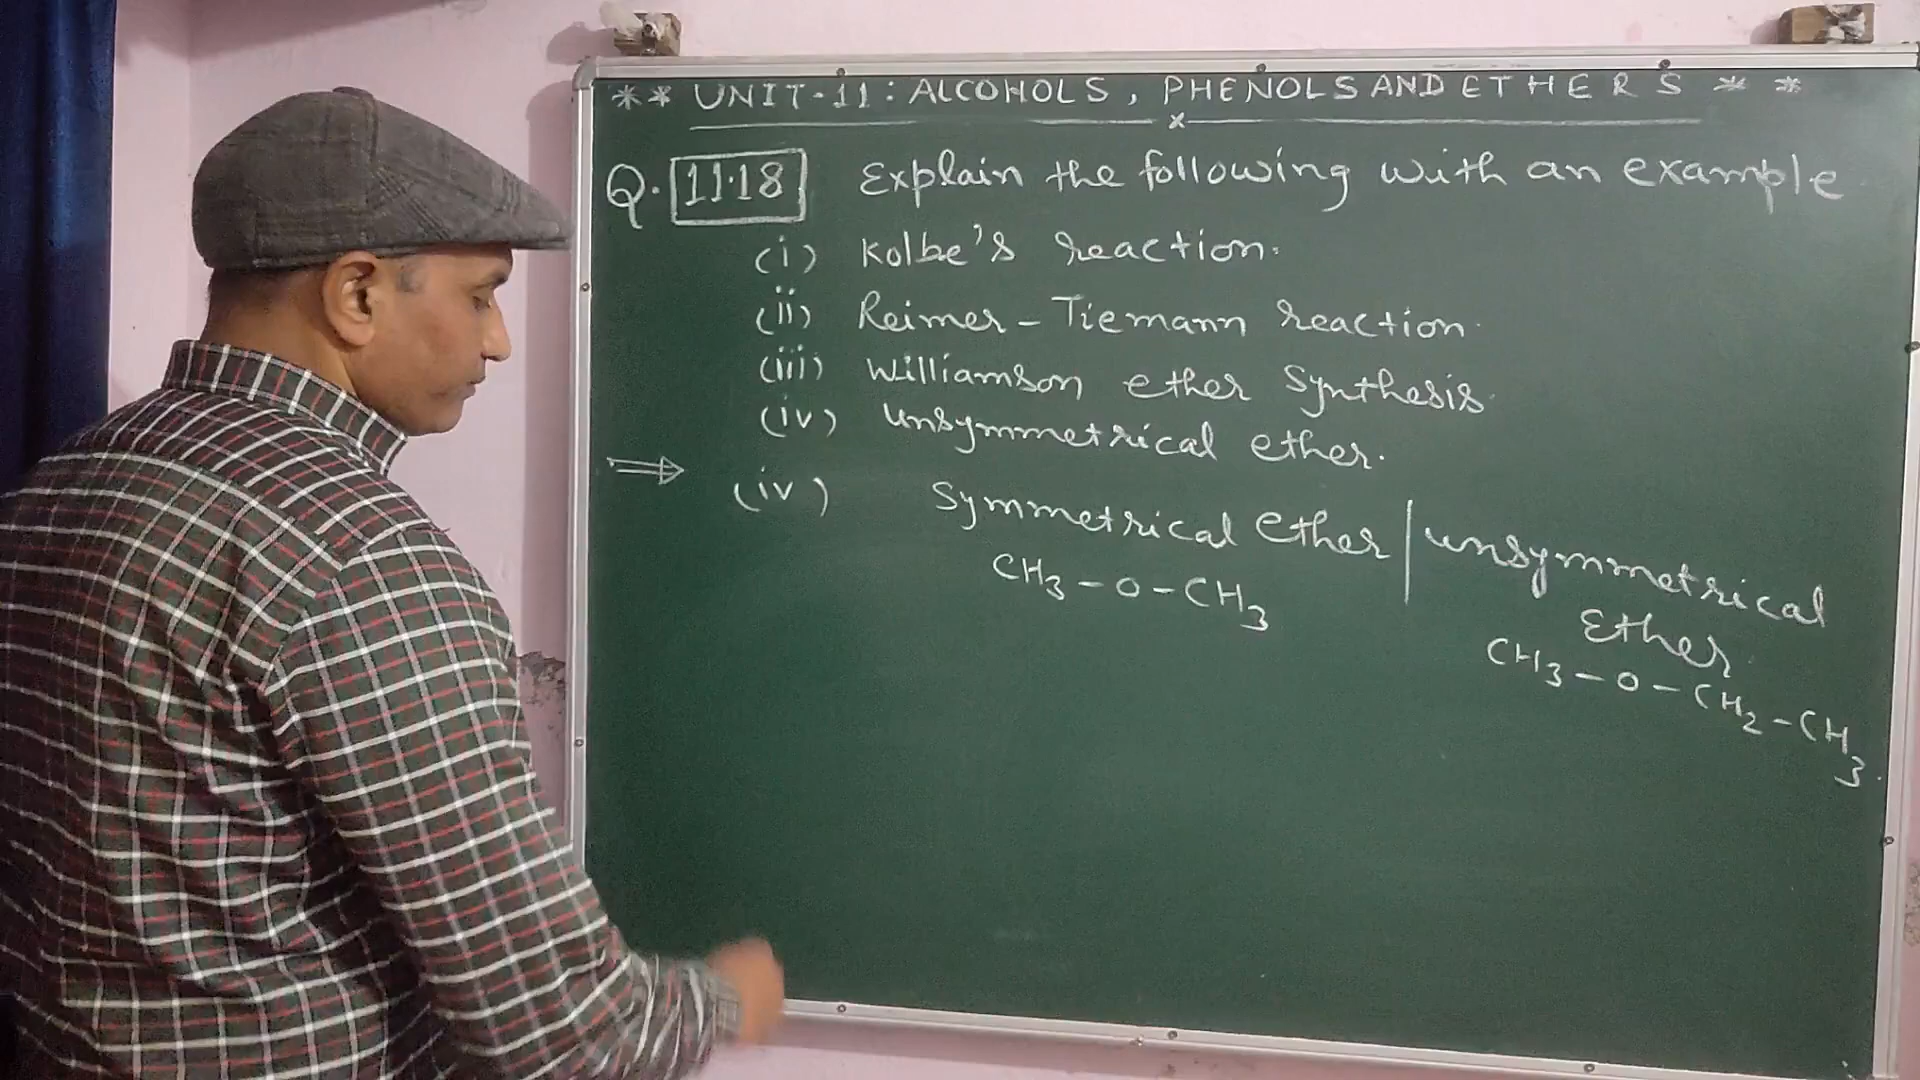 ** UNIT-11: ALCOHOLS, PHENOLS AND ETHERS **
x
Q. 11.18 Explain the following with an example
(i) Kolbe's reaction.
(ii) Reimer-Tiemann reaction.
(iii) Williamson ether synthesis.
(iv) Unsymmetrical ether.
⇒ (iv) Symmetrical Ether | unsymmetrical Ether.
CH3-O-CH3
CH3-O-CH2-CH3.